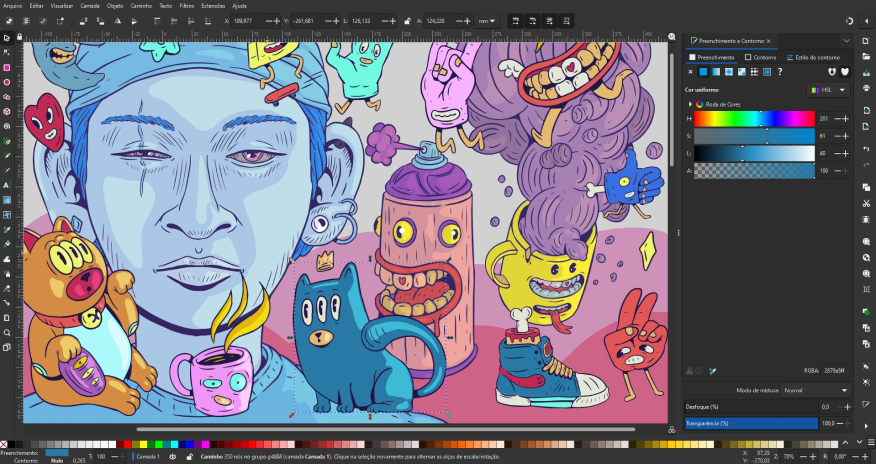 Arquivo Editar Visualizar Camada Objeto Caminho Texto Filtros Extensões Ajuda
X: 109,877 Y: -261,681 L: 126,133 A: 124,220 mm
Preenchimento e Contorno
Preenchimento Contorno Estilo do contorno
Cor uniforme HSL
Roda de Cores
H: 201
S: 61
L: 40
A: 100
RGBA: 2879a5ff
Modo de mistura: Normal
Desfoque (%) 0,0
Transparência (%) 100,0
Preenchimento:
Contorno: Nulo 0,265
T: 100
Camada 1
Caminho 350 nós no grupo g4888 (camada Camada 1). Clique na seleção novamente para alternar as alças de escala/rotação.
X: 87,35
Y: -270,03
Z: 70%
R: 0,00°